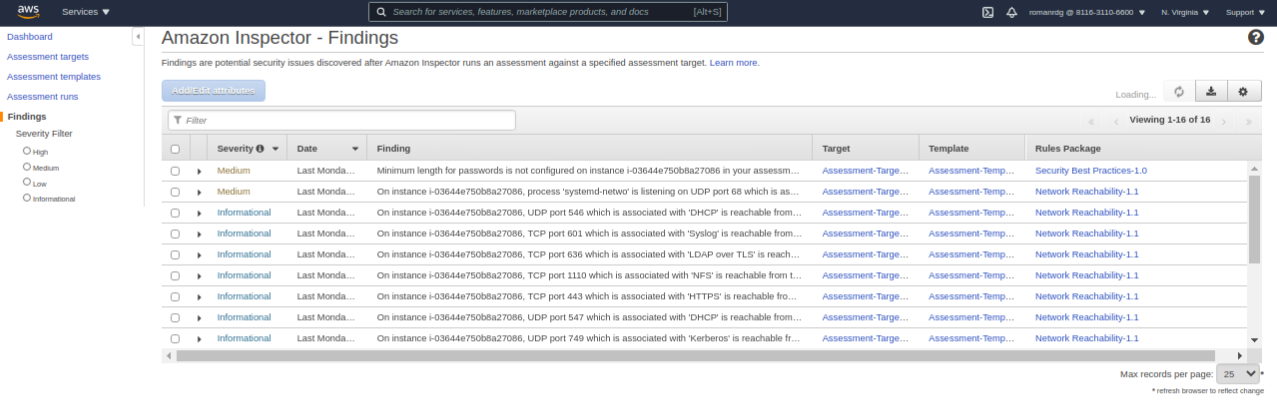 aws Services Search for services, features, marketplace products, and docs [Alt+S] romanrdg @ 8116-3110-6600 N. Virginia Support
Dashboard
Assessment targets
Assessment templates
Assessment runs
Findings
Severity Filter
High
Medium
Low
Informational
Amazon Inspector - Findings
Findings are potential security issues discovered after Amazon Inspector runs an assessment against a specified assessment target. Learn more.
Add/Edit attributes Loading...
Filter Viewing 1-16 of 16
Severity Date Finding Target Template Rules Package
Medium Last Monda... Minimum length for passwords is not configured on instance i-03644e750b8a27086 in your assessm... Assessment-Targe... Assessment-Temp... Security Best Practices-1.0
Medium Last Monda... On instance i-03644e750b8a27086, process 'systemd-netwo' is listening on UDP port 68 which is as... Assessment-Targe... Assessment-Temp... Network Reachability-1.1
Informational Last Monda... On instance i-03644e750b8a27086, UDP port 546 which is associated with 'DHCP' is reachable from... Assessment-Targe... Assessment-Temp... Network Reachability-1.1
Informational Last Monda... On instance i-03644e750b8a27086, TCP port 601 which is associated with 'Syslog' is reachable from... Assessment-Targe... Assessment-Temp... Network Reachability-1.1
Informational Last Monda... On instance i-03644e750b8a27086, TCP port 636 which is associated with 'LDAP over TLS' is reach... Assessment-Targe... Assessment-Temp... Network Reachability-1.1
Informational Last Monda... On instance i-03644e750b8a27086, TCP port 1110 which is associated with 'NFS' is reachable from t... Assessment-Targe... Assessment-Temp... Network Reachability-1.1
Informational Last Monda... On instance i-03644e750b8a27086, TCP port 443 which is associated with 'HTTPS' is reachable fro... Assessment-Targe... Assessment-Temp... Network Reachability-1.1
Informational Last Monda... On instance i-03644e750b8a27086, UDP port 547 which is associated with 'DHCP' is reachable from... Assessment-Targe... Assessment-Temp... Network Reachability-1.1
Informational Last Monda... On instance i-03644e750b8a27086, UDP port 749 which is associated with 'Kerberos' is reachable fr... Assessment-Targe... Assessment-Temp... Network Reachability-1.1
Max records per page: 25 *
* refresh browser to reflect change